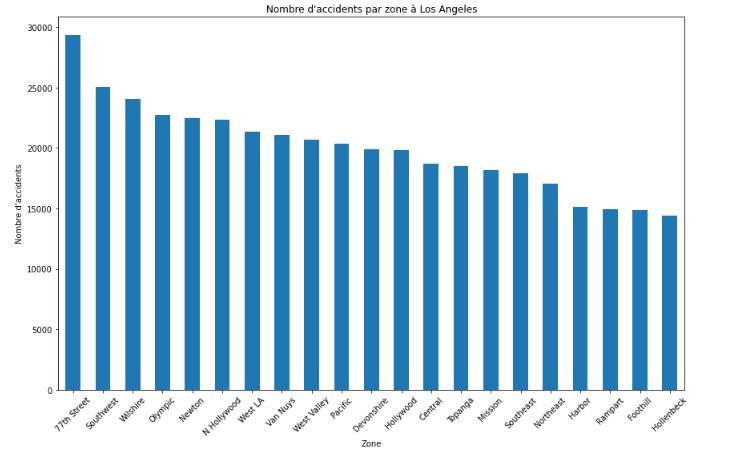 Nombre d'accidents par zone à Los Angeles
30000
25000
20000
15000
10000
5000
0
Nombre d'accidents
77th Street
Southwest
Wilshire
Olympic
Newton
N Hollywood
West LA
Van Nuys
West Valley
Pacific
Devonshire
Hollywood
Central
Topanga
Mission
Southeast
Northeast
Harbor
Rampart
Foothill
Hollenbeck
Zone